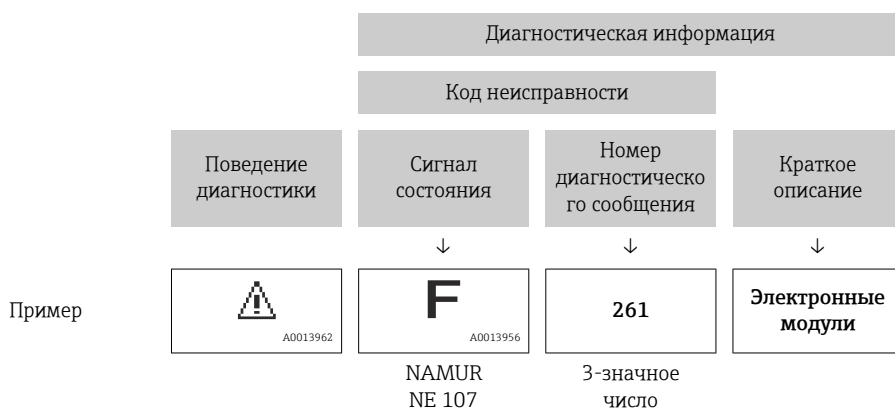 Диагностическая информация
Код неисправности
Поведение
диагностики
Сигнал
состояния
Номер
диагностическо
го сообщения
Краткое
описание
↓
↓
↓
Пример
A0013962
F
A0013956
261
Электронные
модули
NAMUR
NE 107
3-значное
число